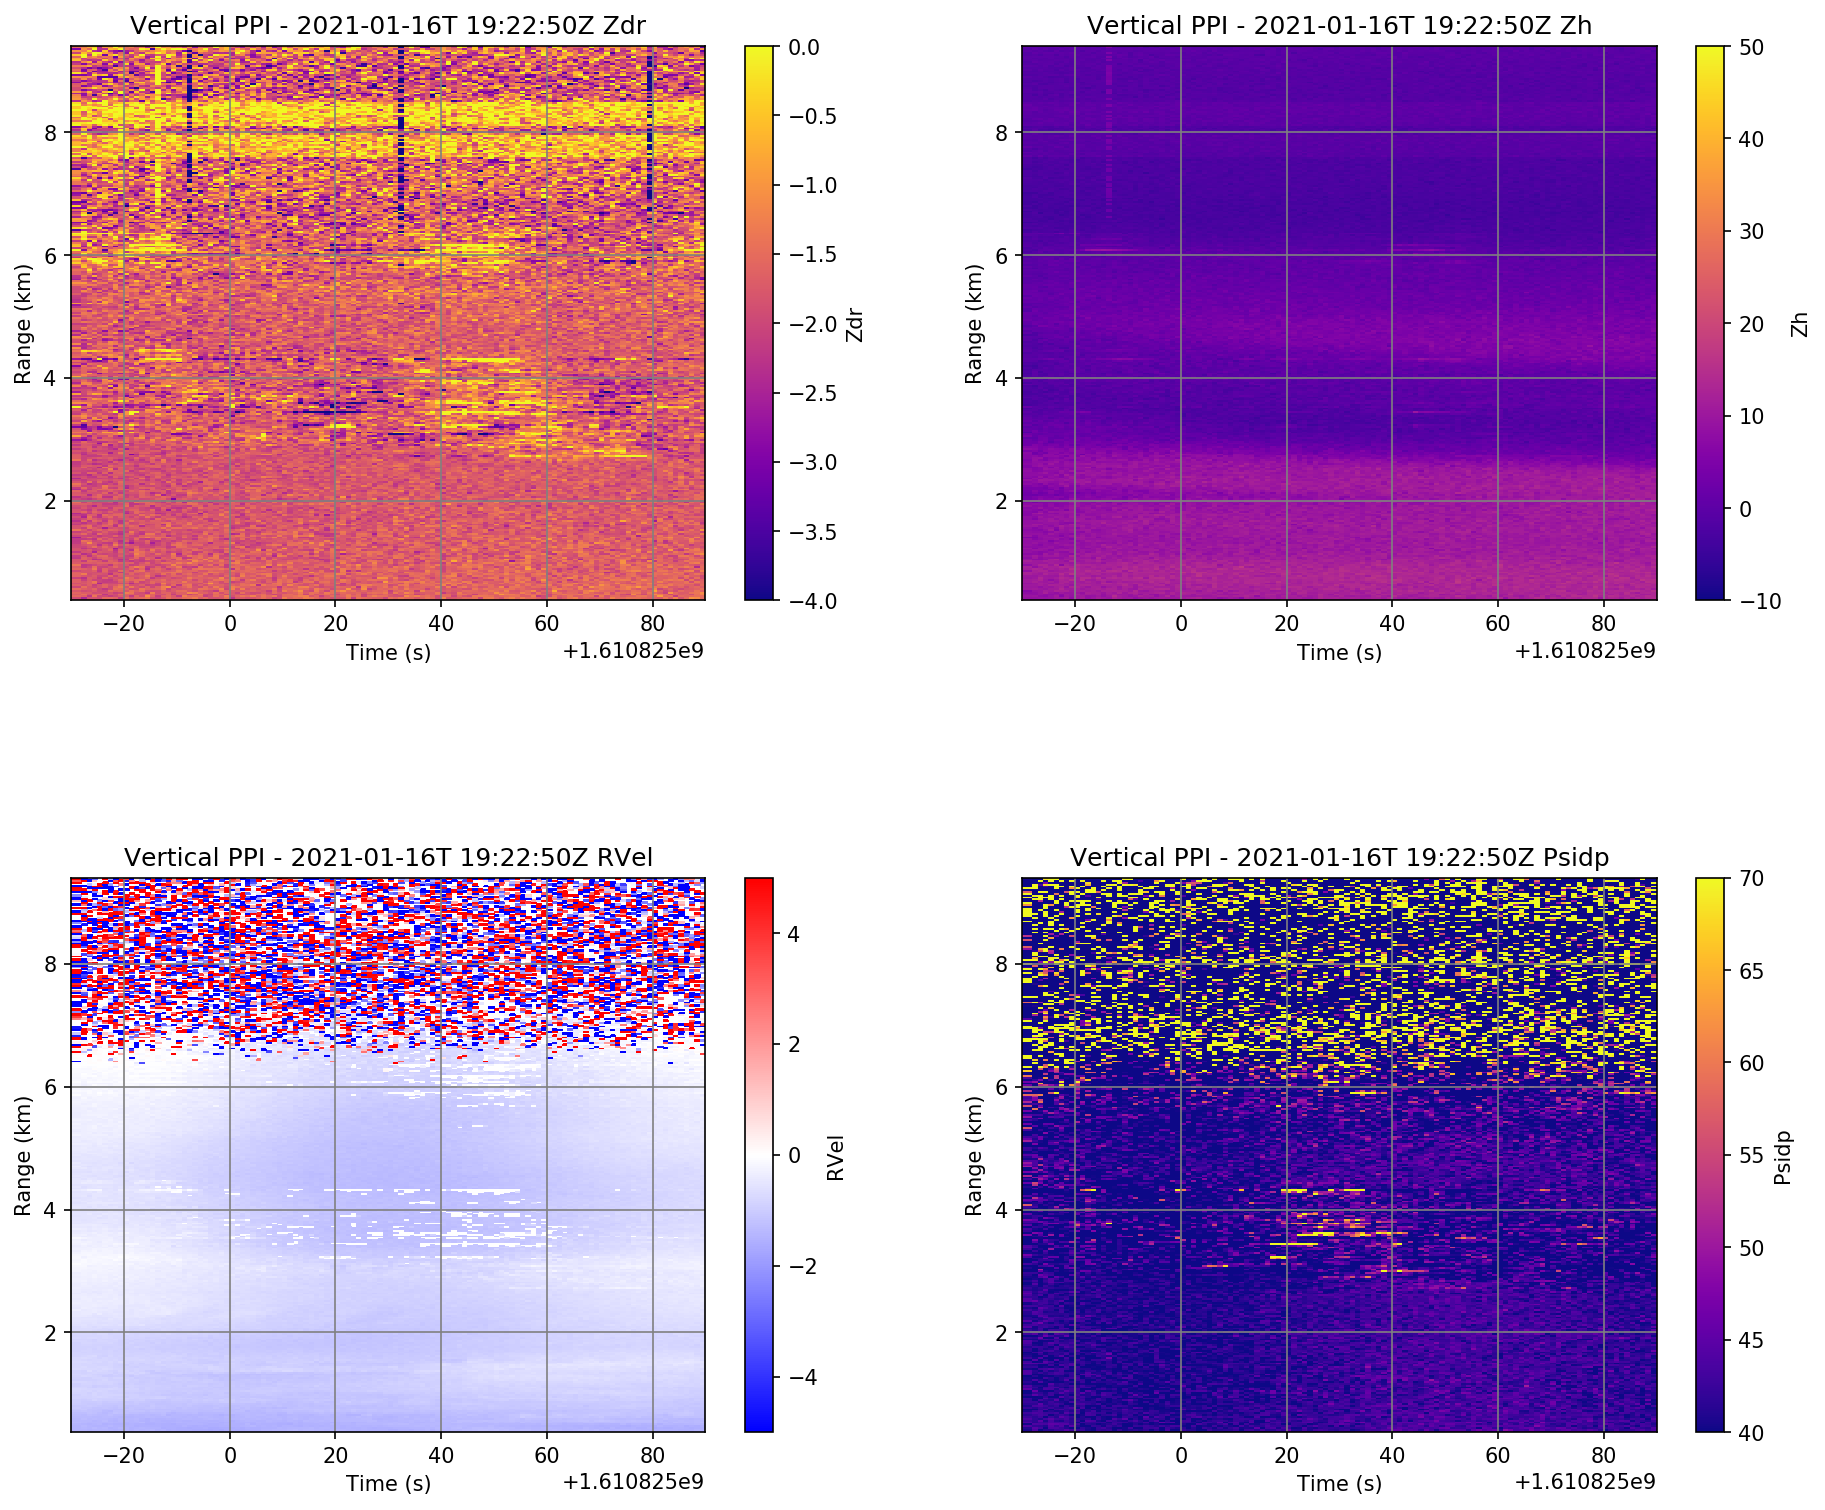 Vertical PPI - 2021-01-16T 19:22:50Z Zdr
Range (km)
8
6
4
2
−20 0 20 40 60 80
Time (s)
+1.610825e9
0.0
−0.5
−1.0
−1.5
−2.0
−2.5
−3.0
−3.5
−4.0
Zdr
Vertical PPI - 2021-01-16T 19:22:50Z Zh
Range (km)
8
6
4
2
−20 0 20 40 60 80
Time (s)
+1.610825e9
50
40
30
20
10
0
−10
Zh
Vertical PPI - 2021-01-16T 19:22:50Z RVel
Range (km)
8
6
4
2
−20 0 20 40 60 80
Time (s)
+1.610825e9
4
2
0
−2
−4
RVel
Vertical PPI - 2021-01-16T 19:22:50Z Psidp
Range (km)
8
6
4
2
−20 0 20 40 60 80
Time (s)
+1.610825e9
70
65
60
55
50
45
40
Psidp